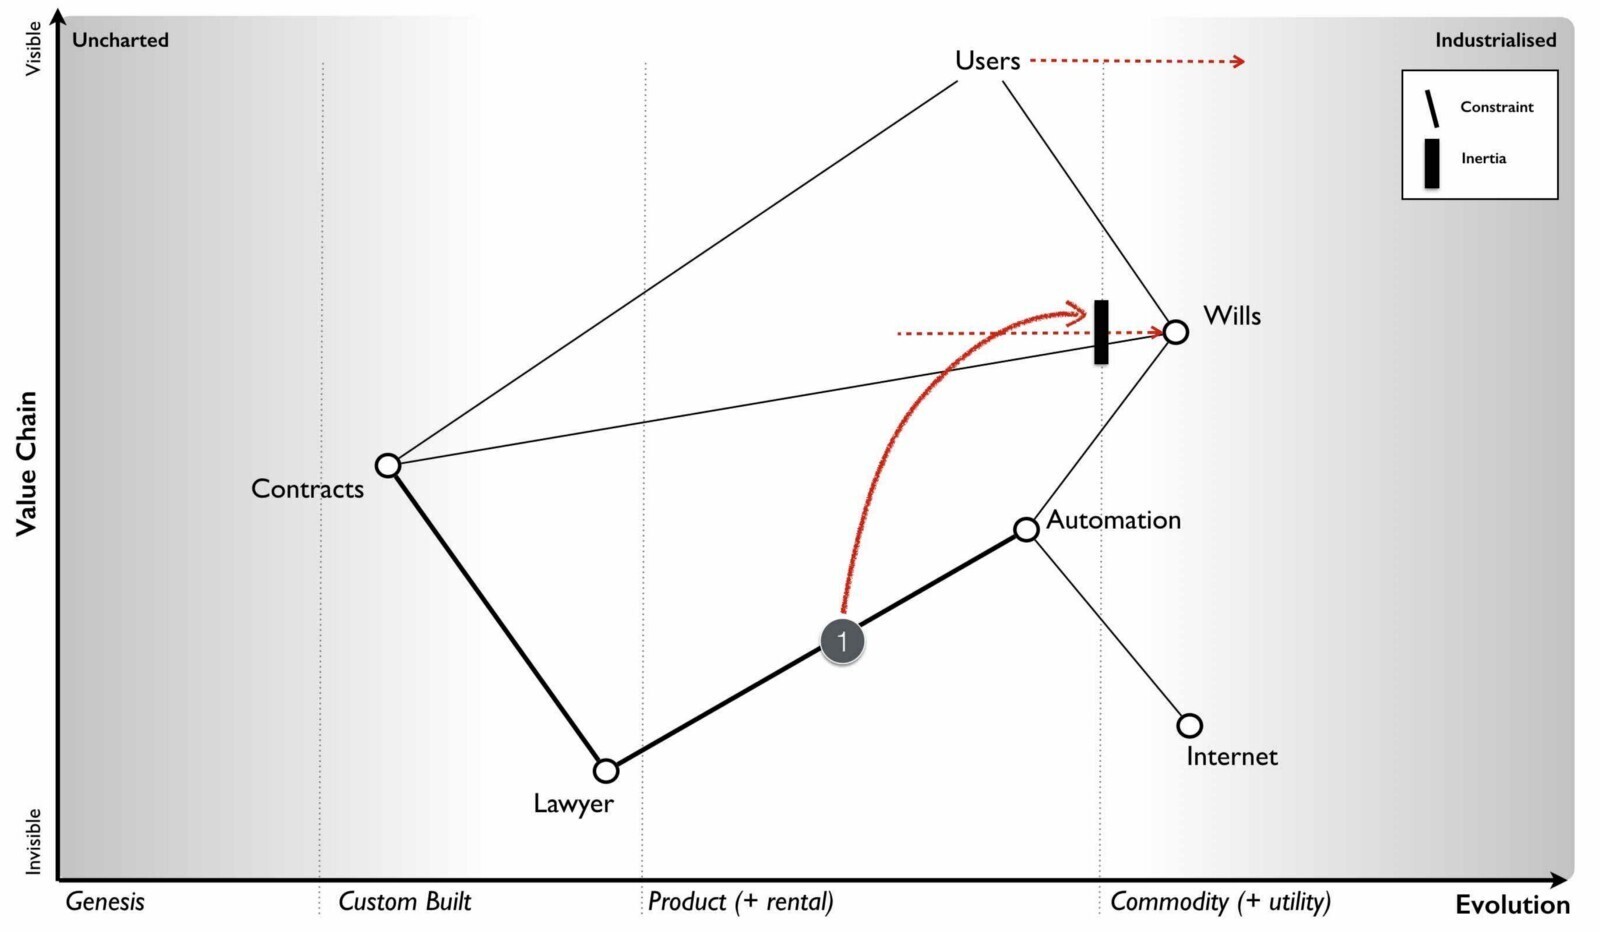 Visible
Uncharted
Users
Industrialised
Constraint
Inertia
Wills
Value Chain
Contracts
Automation
1
Internet
Lawyer
Invisible
Genesis
Custom Built
Product (+ rental)
Commodity (+ utility)
Evolution